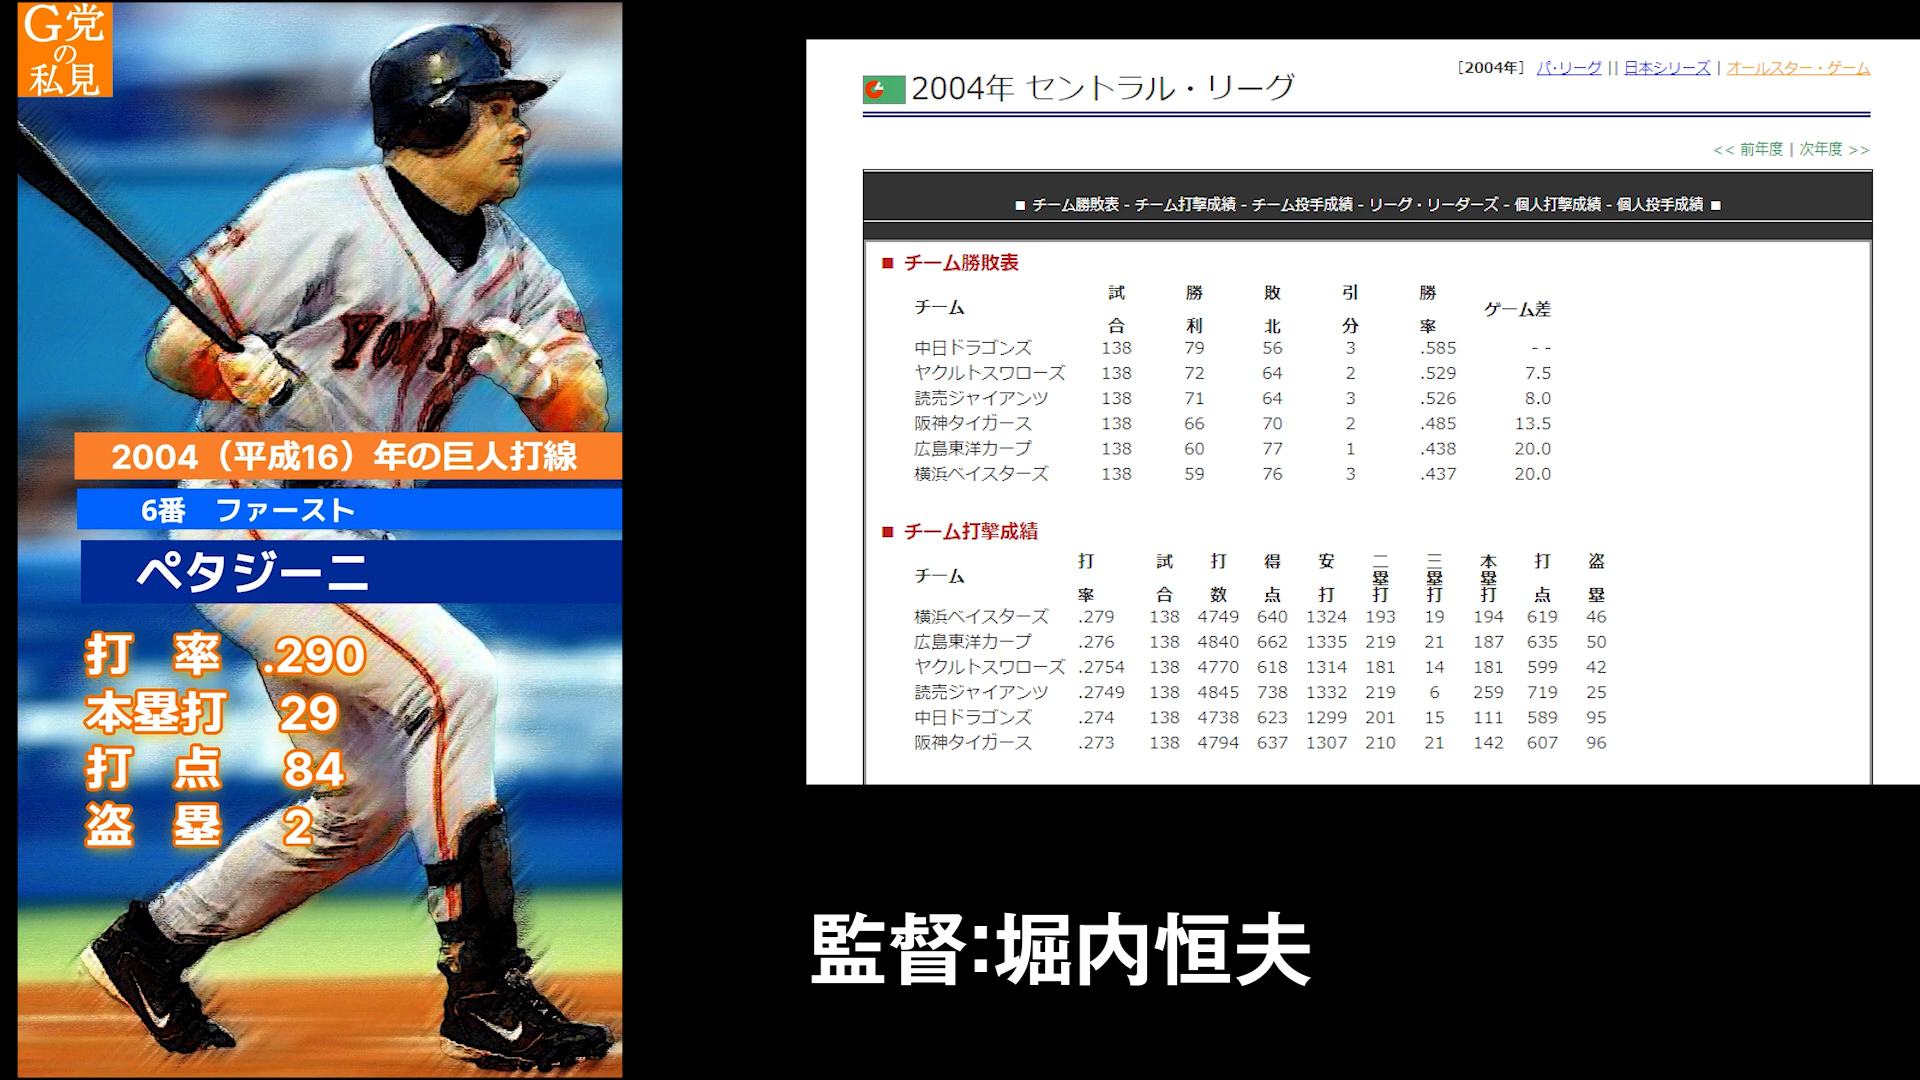 G党
の
私見
2004（平成16）年の巨人打線
6番　ファースト
ペタジーニ
打　率　.290
本塁打　29
打　点　84
盗　塁　2
[2004年] パ・リーグ || 日本シリーズ | オールスター・ゲーム
2004年 セントラル・リーグ
<< 前年度 | 次年度 >>
■ チーム勝敗表 - チーム打撃成績 - チーム投手成績 - リーグ・リーダーズ - 個人打撃成績 - 個人投手成績 ■
■ チーム勝敗表
チーム 試合 勝利 敗北 引分 勝率 ゲーム差
中日ドラゴンズ 138 79 56 3 .585 - -
ヤクルトスワローズ 138 72 64 2 .529 7.5
読売ジャイアンツ 138 71 64 3 .526 8.0
阪神タイガース 138 66 70 2 .485 13.5
広島東洋カープ 138 60 77 1 .438 20.0
横浜ベイスターズ 138 59 76 3 .437 20.0
■ チーム打撃成績
チーム 打率 試合 打数 得点 安打 二塁打 三塁打 本塁打 打点 盗塁
横浜ベイスターズ .279 138 4749 640 1324 193 19 194 619 46
広島東洋カープ .276 138 4840 662 1335 219 21 187 635 50
ヤクルトスワローズ .2754 138 4770 618 1314 181 14 181 599 42
読売ジャイアンツ .2749 138 4845 738 1332 219 6 259 719 25
中日ドラゴンズ .274 138 4738 623 1299 201 15 111 589 95
阪神タイガース .273 138 4794 637 1307 210 21 142 607 96
監督:堀内恒夫